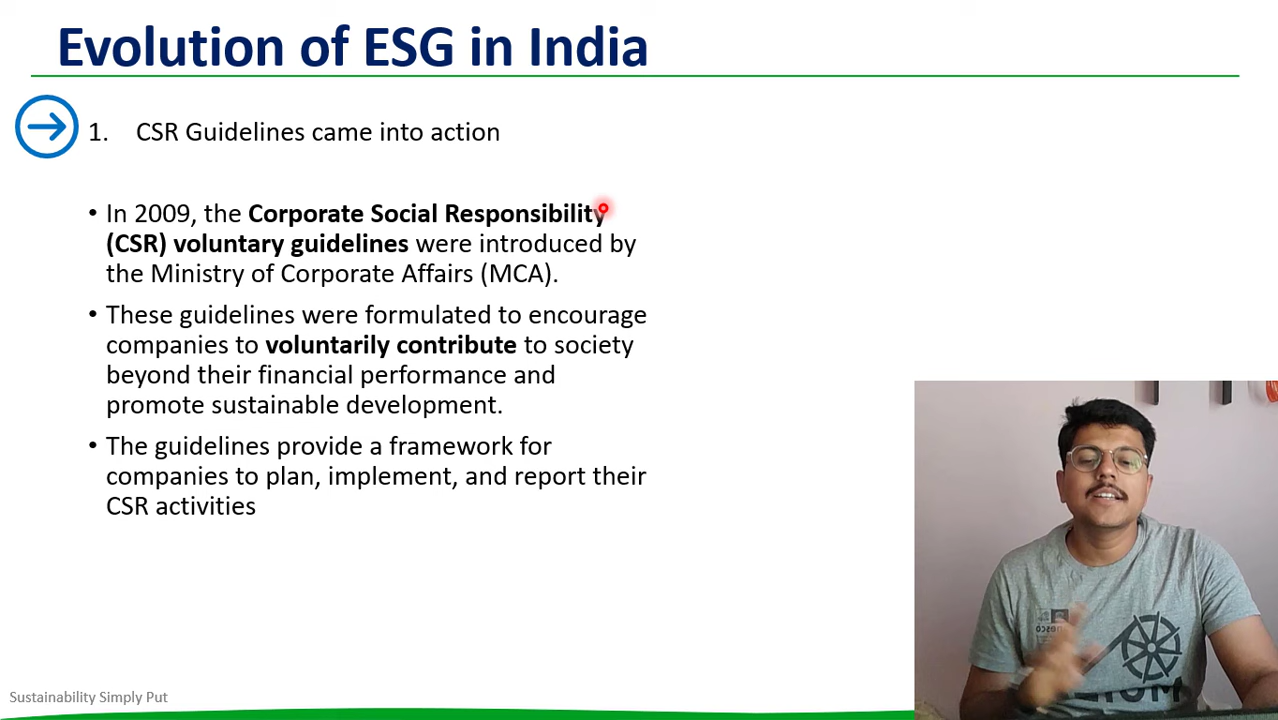 Evolution of ESG in India
1. CSR Guidelines came into action
• In 2009, the Corporate Social Responsibility
(CSR) voluntary guidelines were introduced by
the Ministry of Corporate Affairs (MCA).
• These guidelines were formulated to encourage
companies to voluntarily contribute to society
beyond their financial performance and
promote sustainable development.
• The guidelines provide a framework for
companies to plan, implement, and report their
CSR activities
Sustainability Simply Put